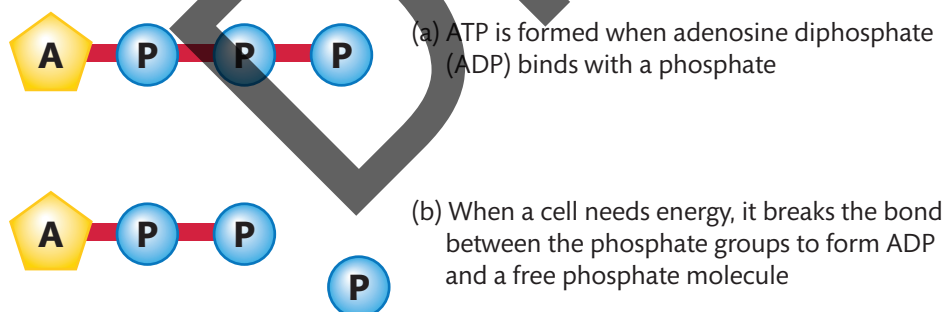 A P P P
(a) ATP is formed when adenosine diphosphate
(ADP) binds with a phosphate
A P P
P
(b) When a cell needs energy, it breaks the bond
between the phosphate groups to form ADP
and a free phosphate molecule